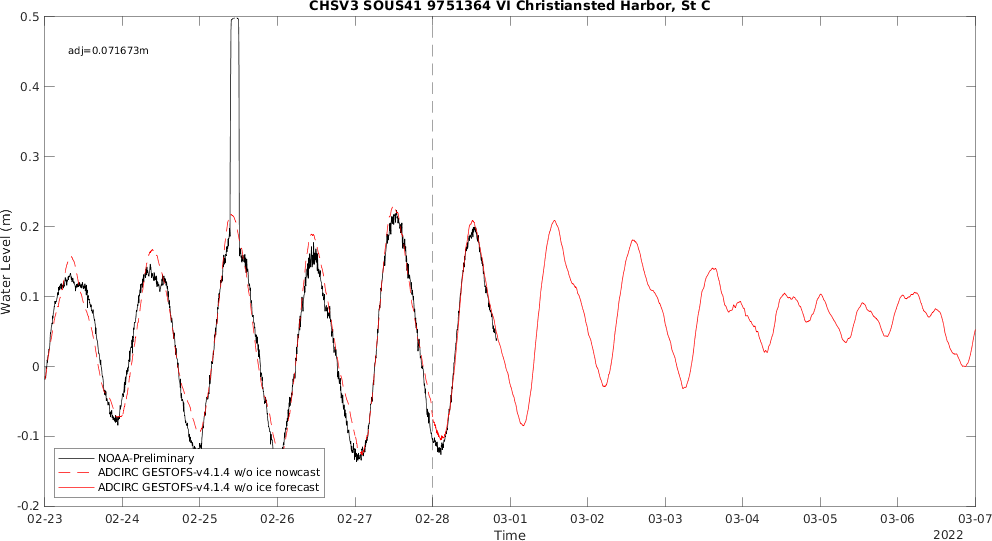 CHSV3 SOUS41 9751364 VI Christiansted Harbor, St C
adj=0.071673m
0.5
0.4
0.3
0.2
0.1
0
-0.1
-0.2
Water Level (m)
NOAA-Preliminary
ADCIRC GESTOFS-v4.1.4 w/o ice nowcast
ADCIRC GESTOFS-v4.1.4 w/o ice forecast
02-23 02-24 02-25 02-26 02-27 02-28 03-01 03-02 03-03 03-04 03-05 03-06 03-07
Time
2022